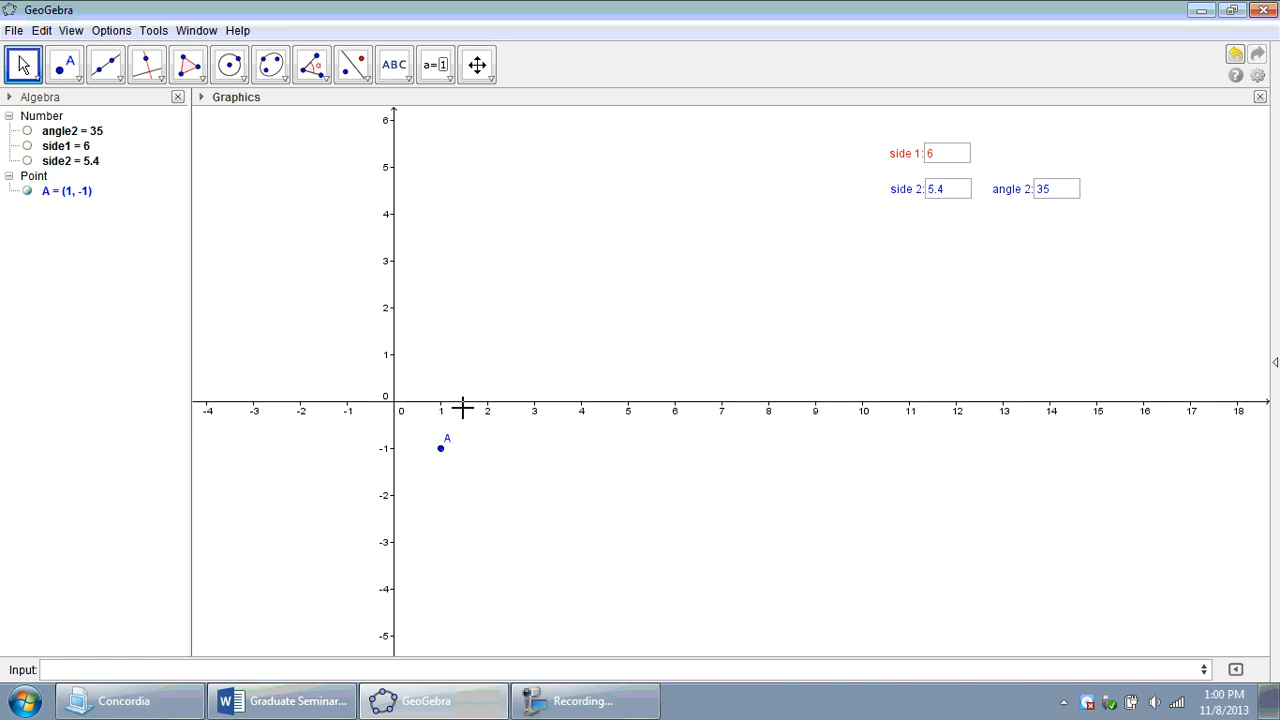 GeoGebra
File Edit View Options Tools Window Help
A α ABC a=1
Algebra
Graphics
Number
angle2 = 35
side1 = 6
side2 = 5.4
Point
A = (1, -1)
side 1: 6
side 2: 5.4 angle 2: 35
6
5
4
3
2
1
0
-4 -3 -2 -1 0 1 2 3 4 5 6 7 8 9 10 11 12 13 14 15 16 17 18
A
-1
-2
-3
-4
-5
Input:
Concordia
Graduate Seminar...
GeoGebra
Recording...
1:00 PM
11/8/2013